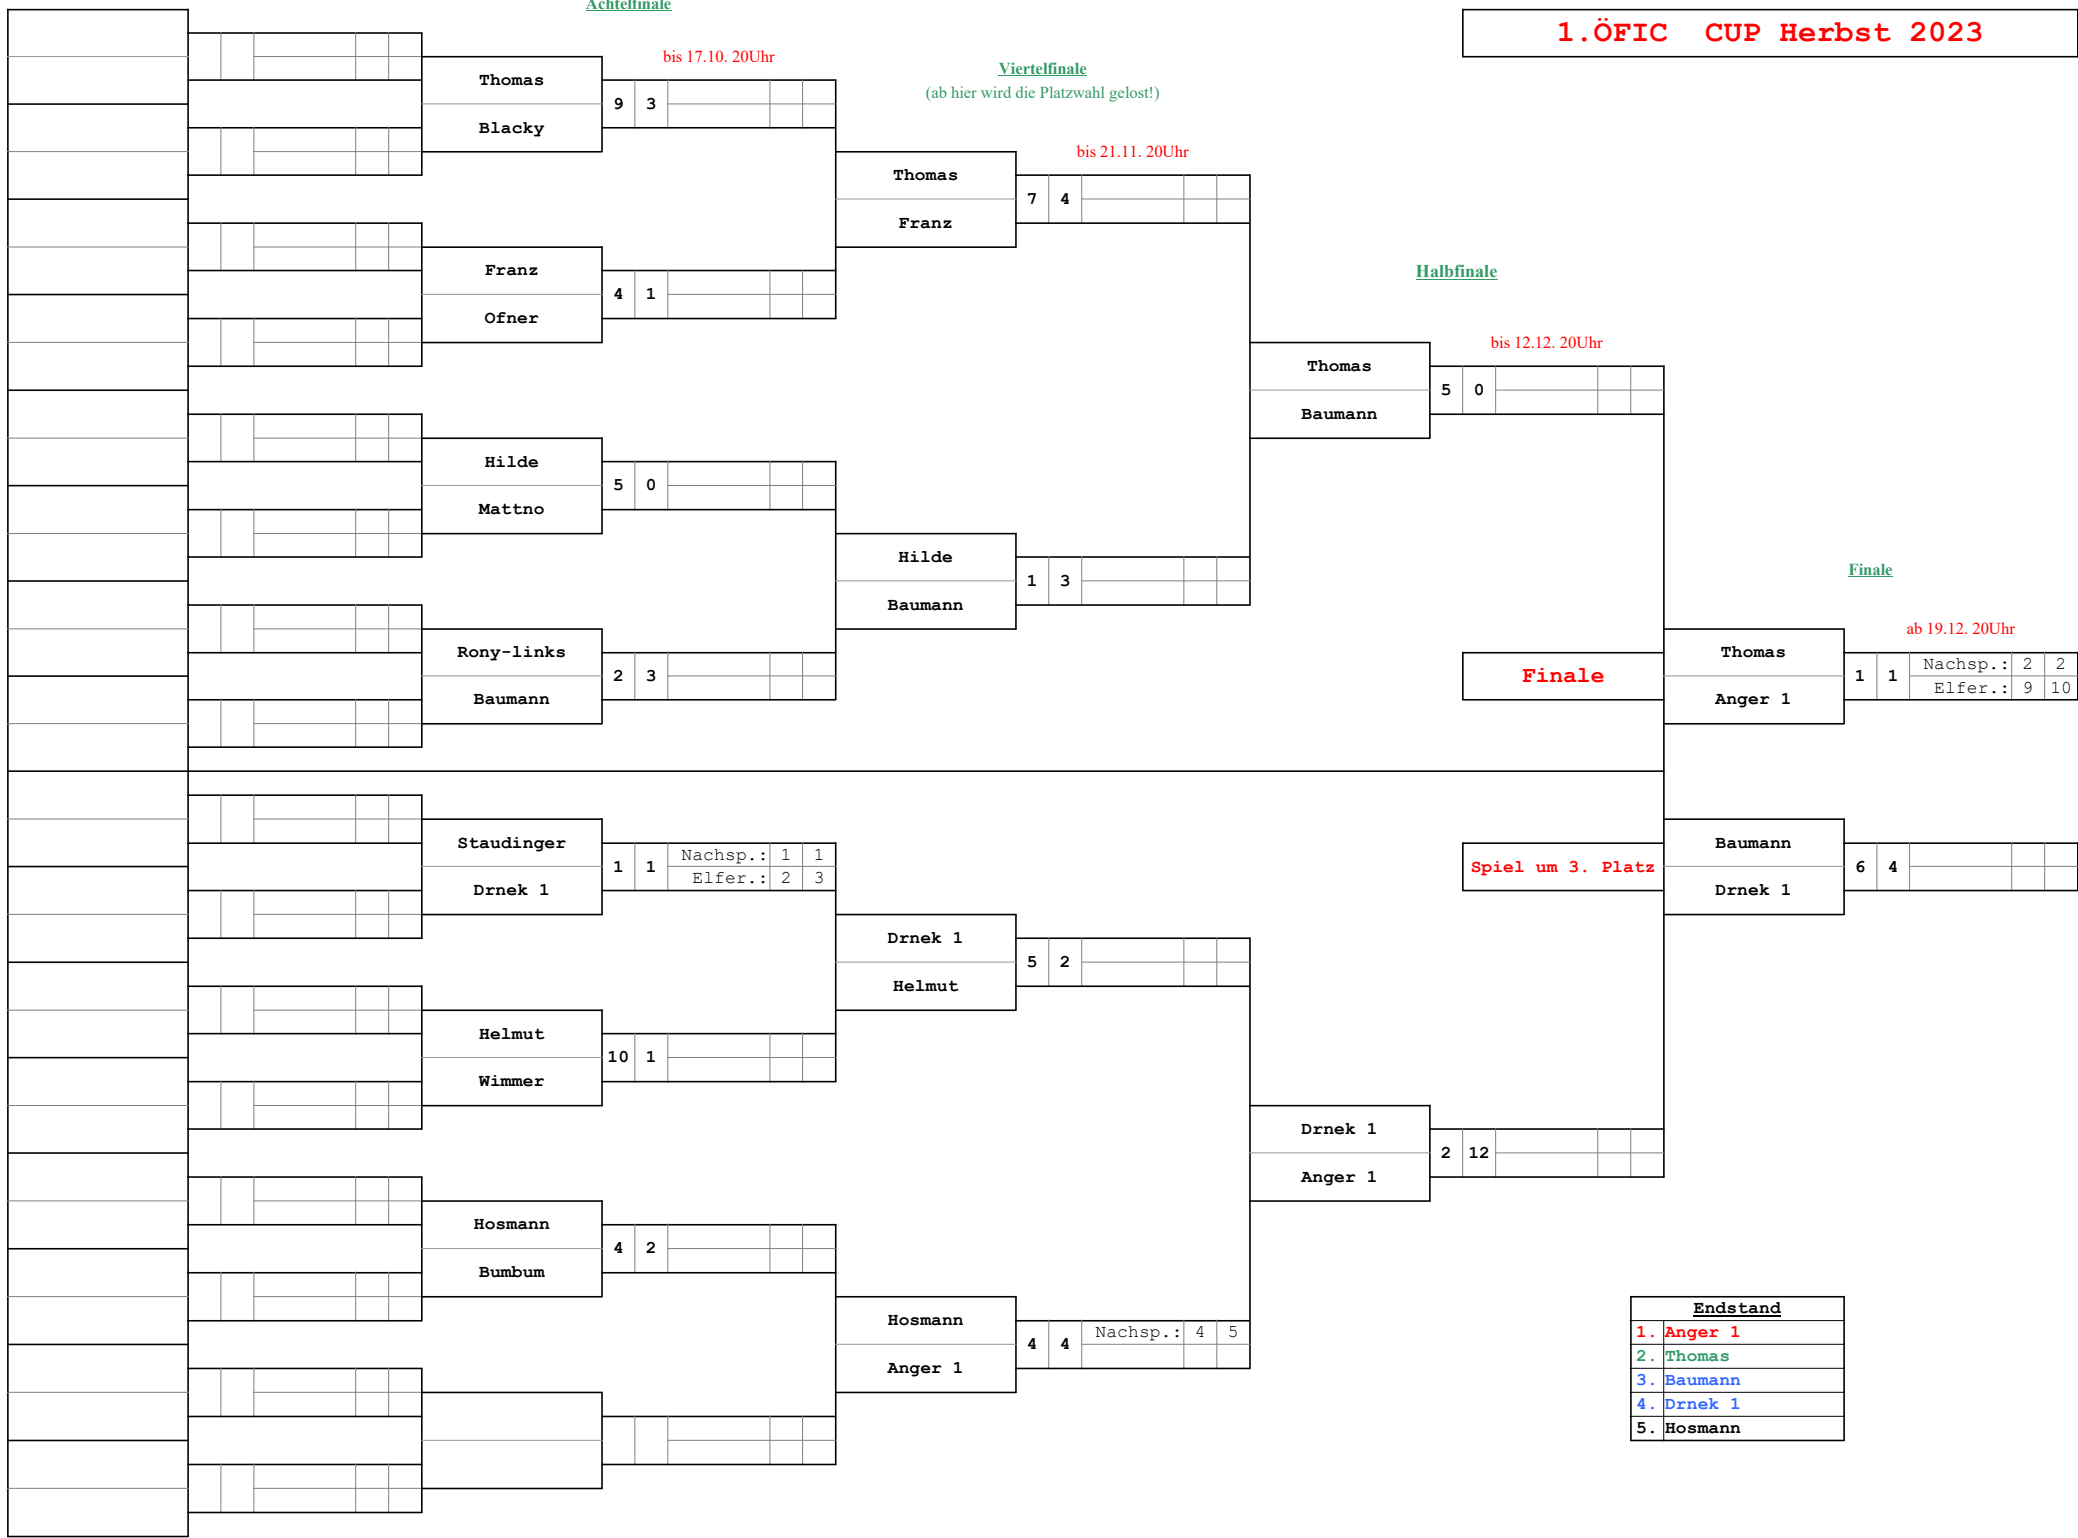 Achtelfinale
1.ÖFIC CUP Herbst 2023
bis 17.10. 20Uhr
Viertelfinale
(ab hier wird die Platzwahl gelost!)
Thomas
9 3
Blacky
bis 21.11. 20Uhr
Thomas
7 4
Franz
Franz
4 1
Ofner
Halbfinale
bis 12.12. 20Uhr
Thomas
5 0
Baumann
Hilde
5 0
Mattno
Hilde
1 3
Baumann
Finale
ab 19.12. 20Uhr
Rony-links
2 3
Baumann
Finale
Thomas
1 1 Nachsp.: 2 2
Elfer.: 9 10
Anger 1
Staudinger
1 1 Nachsp.: 1 1
Elfer.: 2 3
Drnek 1
Spiel um 3. Platz
Baumann
6 4
Drnek 1
Drnek 1
5 2
Helmut
Helmut
10 1
Wimmer
Drnek 1
2 12
Anger 1
Hosmann
4 2
Bumbum
Hosmann
4 4 Nachsp.: 4 5
Anger 1
Endstand
1. Anger 1
2. Thomas
3. Baumann
4. Drnek 1
5. Hosmann